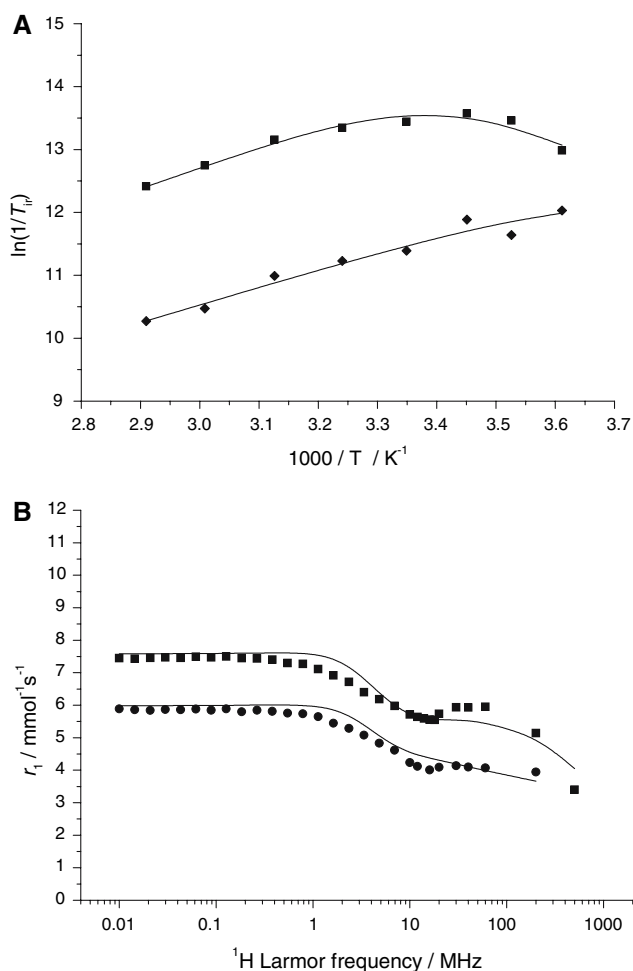 A
15
14
13
12
11
10
9
ln(1/T_ir)
2.8 2.9 3.0 3.1 3.2 3.3 3.4 3.5 3.6 3.7
1000 / T / K⁻¹
B
12
11
10
9
8
7
6
5
4
3
2
1
0
r₁ / mmol⁻¹s⁻¹
0.01 0.1 1 10 100 1000
¹H Larmor frequency / MHz